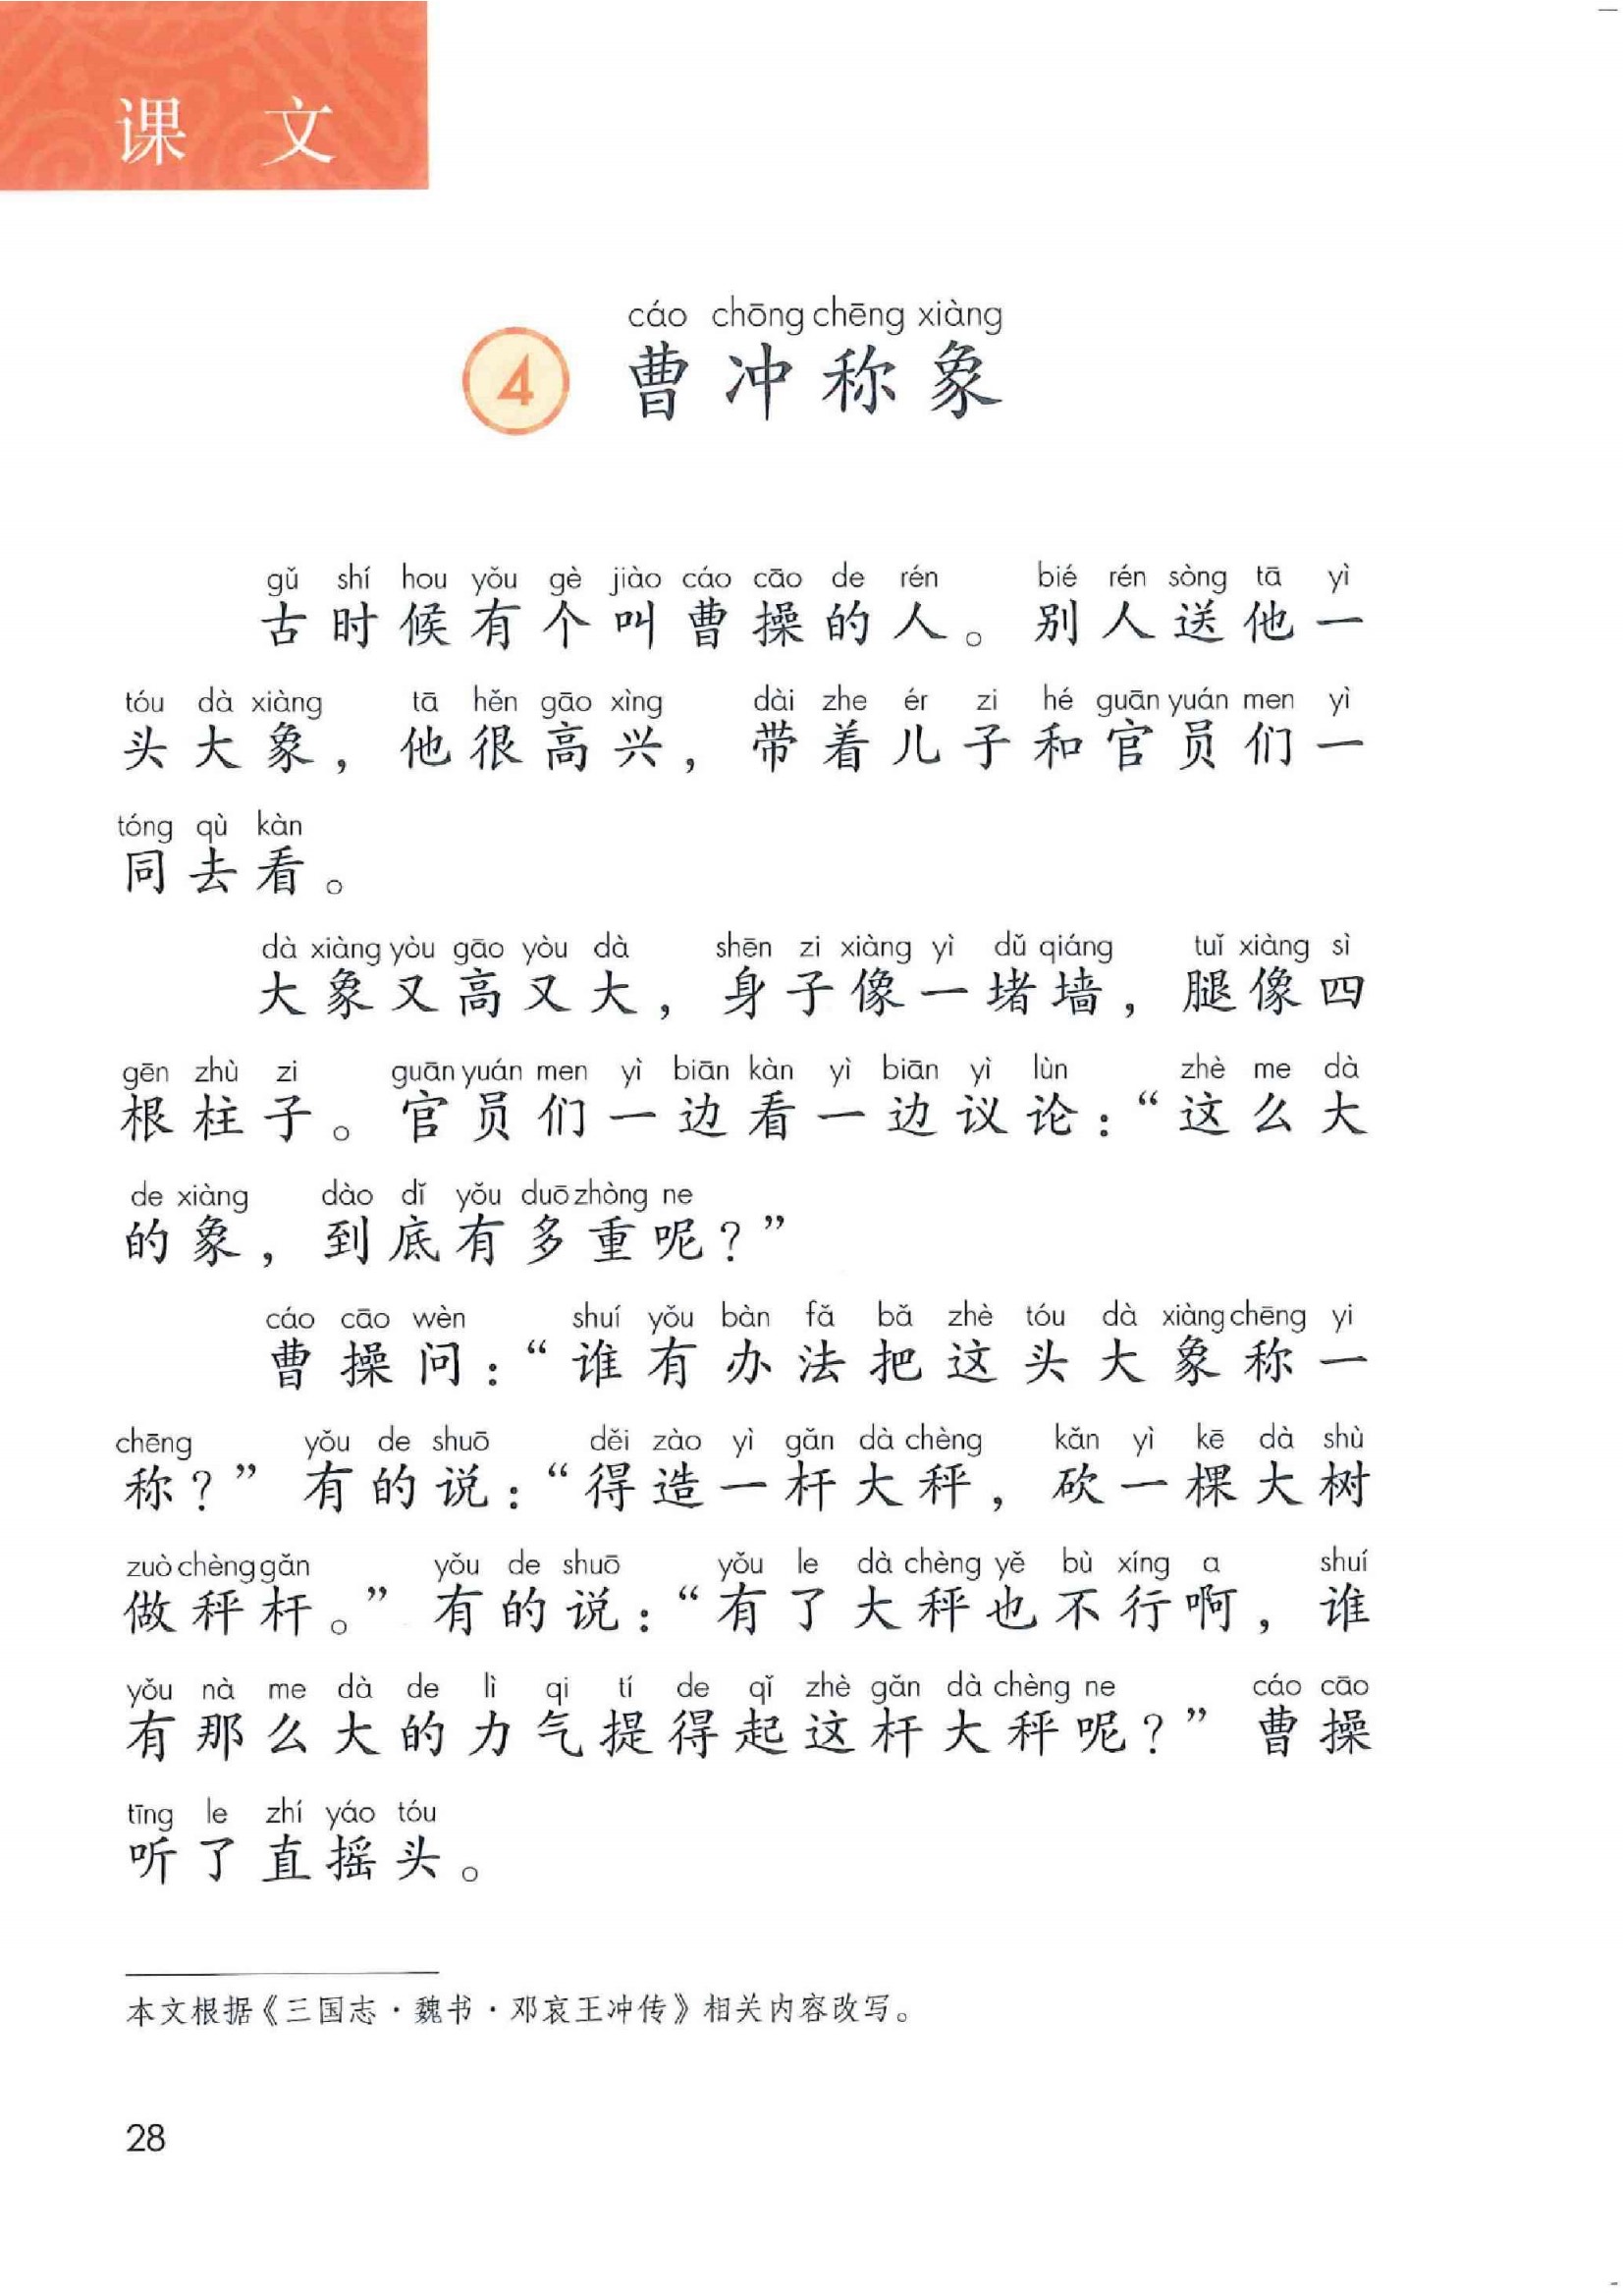 课 文
cáo chōng chēng xiàng
4 曹冲称象
gǔ shí hou yǒu gè jiào cáo cāo de rén bié rén sòng tā yì
古时候有个叫曹操的人。别人送他一
tóu dà xiàng tā hěn gāo xìng dài zhe ér zi hé guān yuán men yì
头大象，他很高兴，带着儿子和官员们一
tóng qù kàn
同去看。
dà xiàng yòu gāo yòu dà shēn zi xiàng yì dǔ qiáng tuǐ xiàng sì
大象又高又大，身子像一堵墙，腿像四
gēn zhù zi guān yuán men yì biān kàn yì biān yì lùn zhè me dà
根柱子。官员们一边看一边议论：“这么大
de xiàng dào dǐ yǒu duō zhòng ne
的象，到底有多重呢？”
cáo cāo wèn shuí yǒu bàn fǎ bǎ zhè tóu dà xiàng chēng yi
曹操问：“谁有办法把这头大象称一
chēng yǒu de shuō děi zào yì gǎn dà chèng kǎn yì kē dà shù
称？”有的说：“得造一杆大秤，砍一棵大树
zuò chèng gǎn yǒu de shuō yǒu le dà chèng yě bù xíng a shuí
做秤杆。”有的说：“有了大秤也不行啊，谁
yǒu nà me dà de lì qi tí de qǐ zhè gǎn dà chèng ne cáo cāo
有那么大的力气提得起这杆大秤呢？”曹操
tīng le zhí yáo tóu
听了直摇头。
本文根据《三国志·魏书·邓哀王冲传》相关内容改写。
28